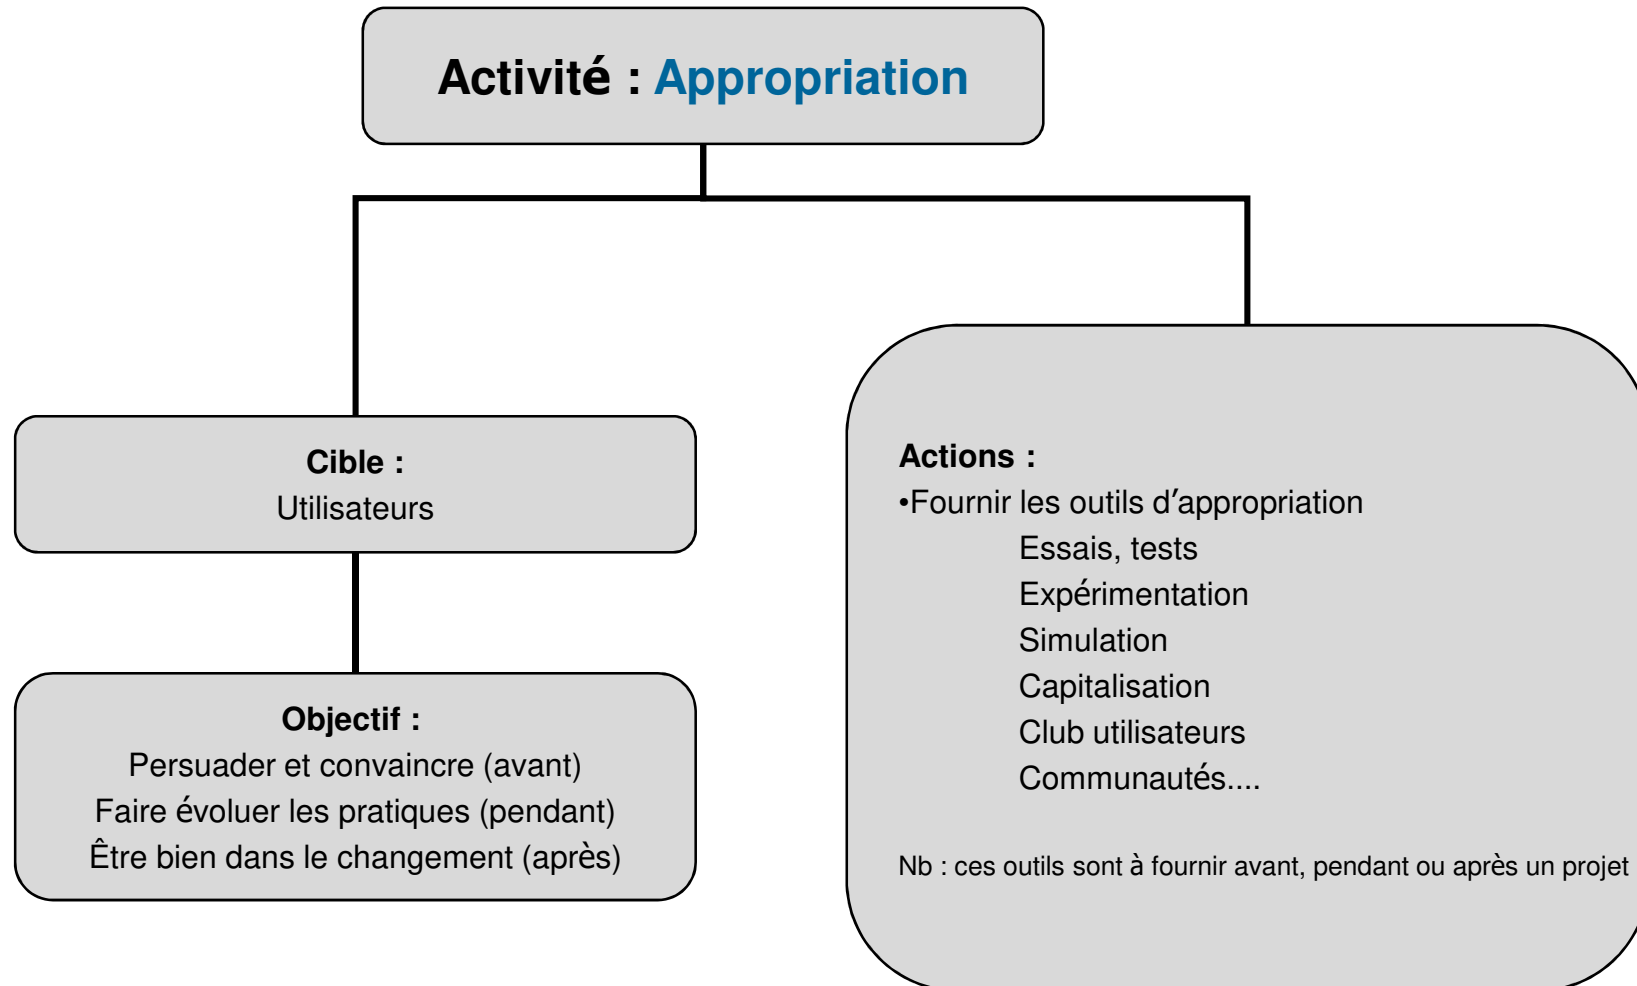 Activité : Appropriation
Cible :
Utilisateurs
Objectif :
Persuader et convaincre (avant)
Faire évoluer les pratiques (pendant)
Être bien dans le changement (après)
Actions :
•Fournir les outils d’appropriation
Essais, tests
Expérimentation
Simulation
Capitalisation
Club utilisateurs
Communautés....
Nb : ces outils sont à fournir avant, pendant ou après un projet